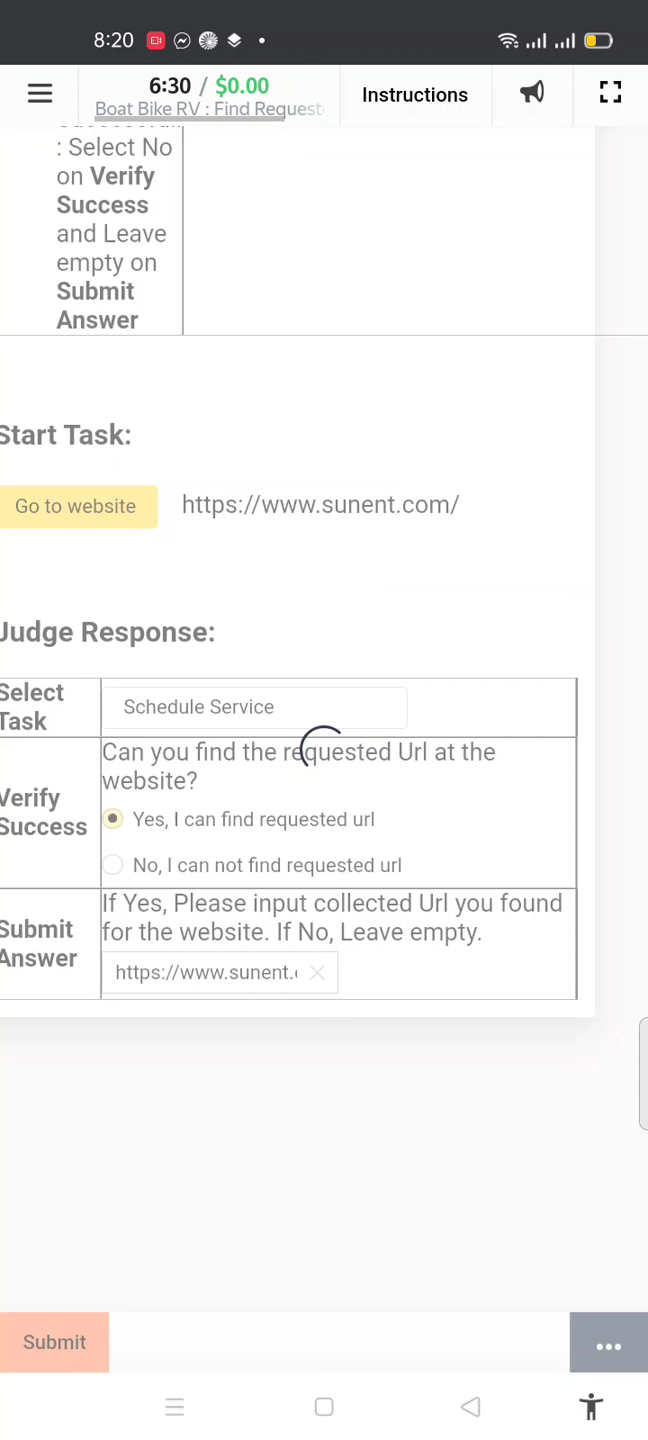 8:20
6:30 / $0.00
Boat Bike RV : Find Request
Instructions
: Select No
on Verify
Success
and Leave
empty on
Submit
Answer
Start Task:
Go to website
https://www.sunent.com/
Judge Response:
Select
Task
Schedule Service
Verify
Success
Can you find the requested Url at the
website?
Yes, I can find requested url
No, I can not find requested url
Submit
Answer
If Yes, Please input collected Url you found
for the website. If No, Leave empty.
https://www.sunent.
Submit